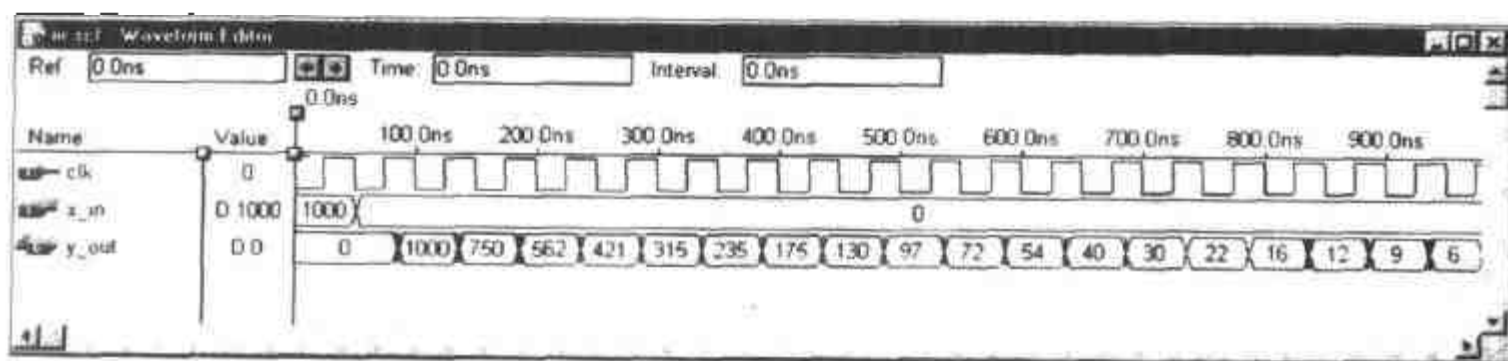 Waveform Editor
Ref: 0.0ns Time: 0.0ns Interval: 0.0ns
0.0ns
Name Value 100.0ns 200.0ns 300.0ns 400.0ns 500.0ns 600.0ns 700.0ns 800.0ns 900.0ns
clk 0
x_in D 1000 1000 0
y_out D 0 0 1000 750 562 421 315 235 175 130 97 72 54 40 30 22 16 12 9 6